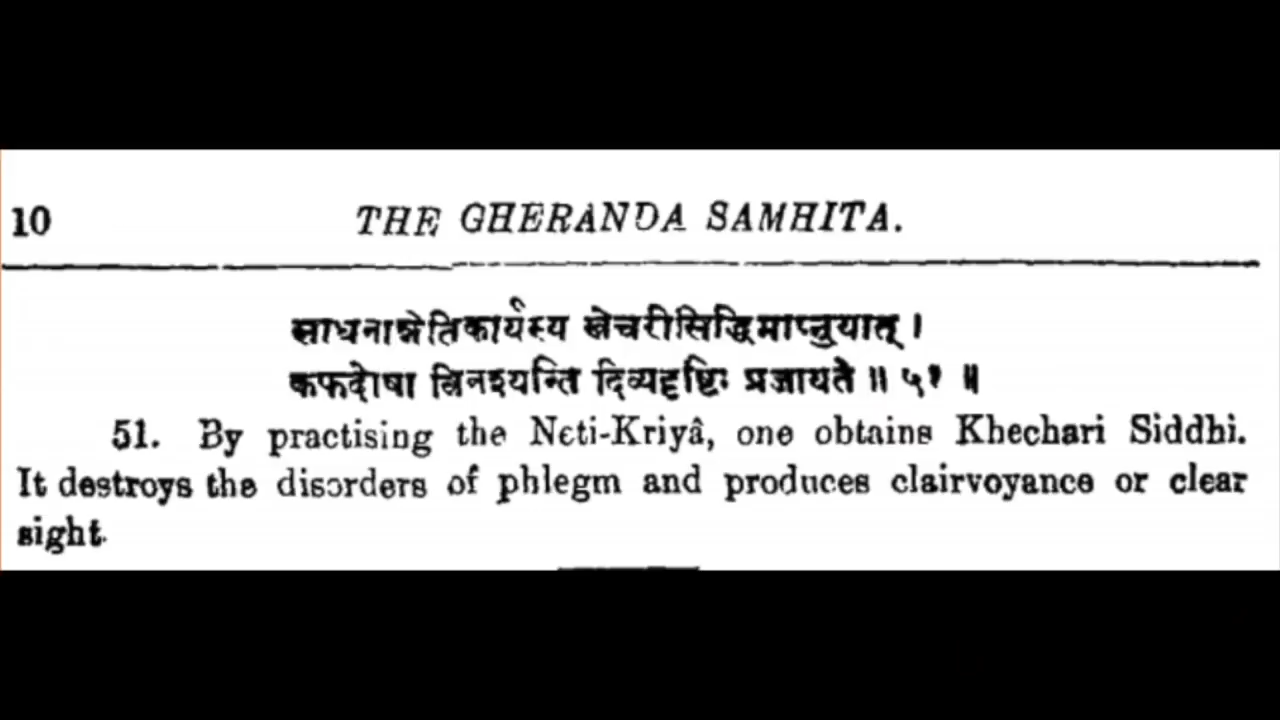 10 THE GHERANDA SAMHITA.
साधनान्नेतिकार्यस्य खेचरीसिद्धिमाप्नुयात् ।
कफदोषा विनश्यन्ति दिव्यदृष्टिः प्रजायते ॥ ५१ ॥
51. By practising the Neti-Kriyâ, one obtains Khechari Siddhi.
It destroys the disorders of phlegm and produces clairvoyance or clear
sight.